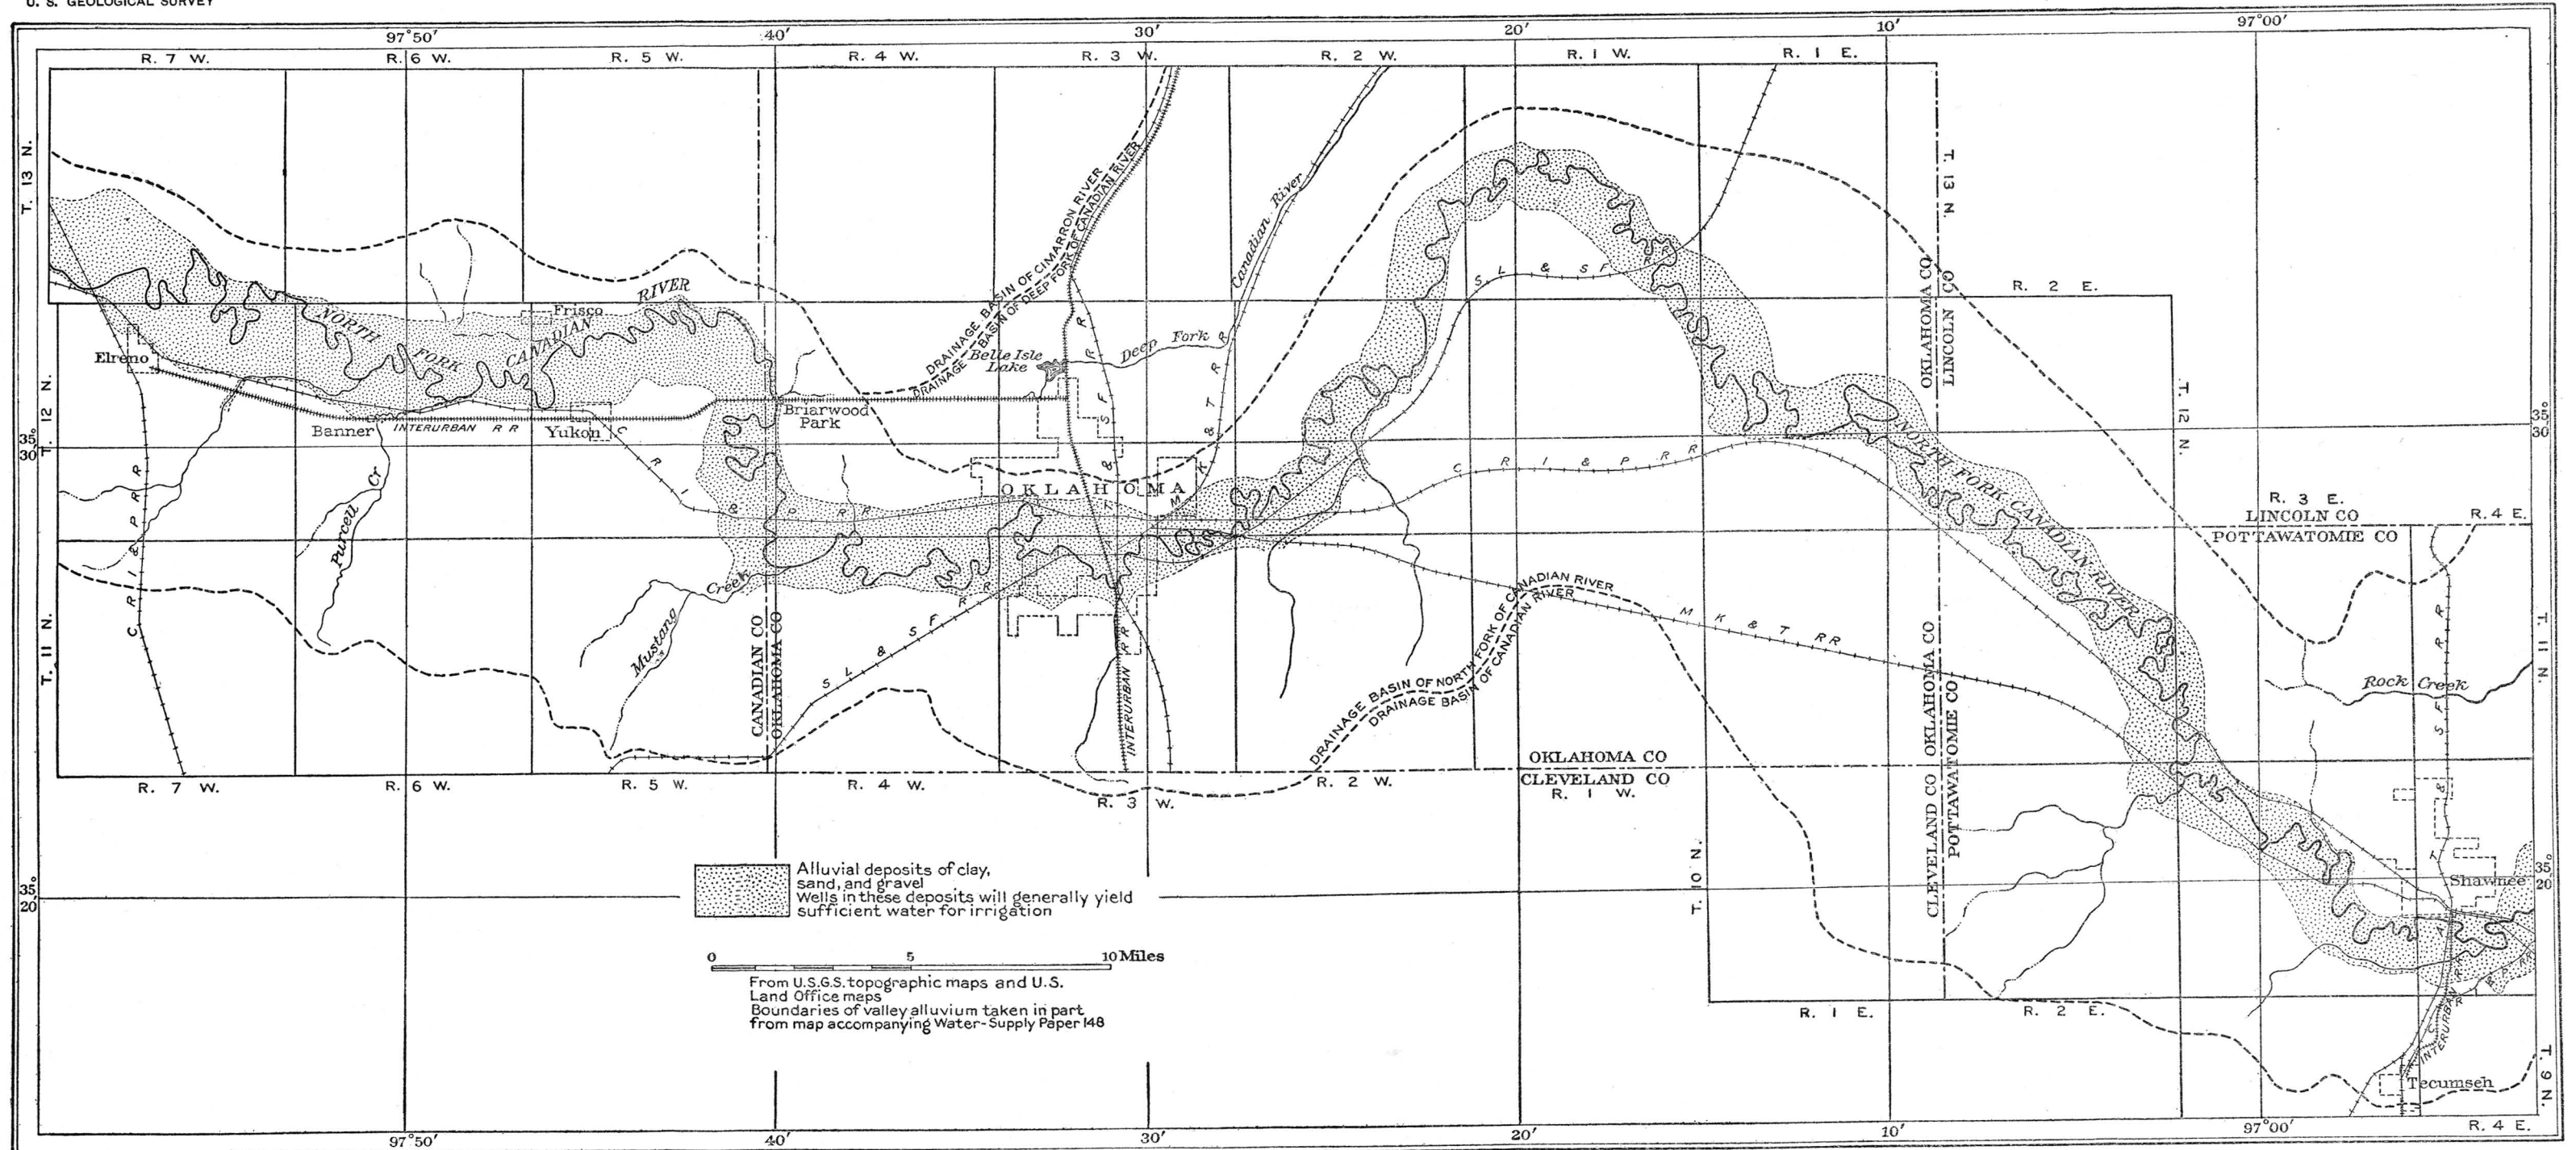 U. S. GEOLOGICAL SURVEY
97°50′ 40′ 30′ 20′ 10′ 97°00′
R. 7 W. R. 6 W. R. 5 W. R. 4 W. R. 3 W. R. 2 W. R. 1 W. R. 1 E.
T. 13 N.
T. 13 N.
DRAINAGE BASIN OF CIMARRON RIVER
DRAINAGE BASIN OF DEEP FORK OF CANADIAN RIVER
Canadian River
Deep Fork
S L & S F R R
OKLAHOMA CO
LINCOLN CO
R. 2 E.
NORTH FORK CANADIAN RIVER
Frisco
Elreno
Belle Isle
Lake
R R
S F
&
M K & T R R
Briarwood
Park
Banner
INTERURBAN R R
Yukon
T. 12 N.
T. 12 N.
35°
30′
35°
30′
C R I & P R R
C R I & P R R
OKLAHOMA
NORTH FORK CANADIAN RIVER
R. 3 E.
LINCOLN CO
POTTAWATOMIE CO
R. 4 E.
Purcell Cr
C R I & P R R
Mustang Creek
CANADIAN CO
OKLAHOMA CO
S L & S F R R
INTERURBAN R R
DRAINAGE BASIN OF NORTH FORK OF CANADIAN RIVER
DRAINAGE BASIN OF CANADIAN RIVER
M K & T RR
T. 11 N.
T. 11 N.
Rock Creek
S F R R
&
CLEVELAND CO OKLAHOMA CO
POTTAWATOMIE CO
OKLAHOMA CO
CLEVELAND CO
R. 7 W. R. 6 W. R. 5 W. R. 4 W. R. 3 W. R. 2 W. R. 1 W.
T. 10 N.
Alluvial deposits of clay,
sand, and gravel
Wells in these deposits will generally yield
sufficient water for irrigation
35°
20′
35°
20′
Shawnee
0 5 10 Miles
From U.S.G.S. topographic maps and U.S.
Land Office maps
Boundaries of valley alluvium taken in part
from map accompanying Water-Supply Paper 148
R. 1 E. R. 2 E.
INTERURBAN RR
Tecumseh
T. 9 N.
R. 4 E.
97°50′ 40′ 30′ 20′ 10′ 97°00′